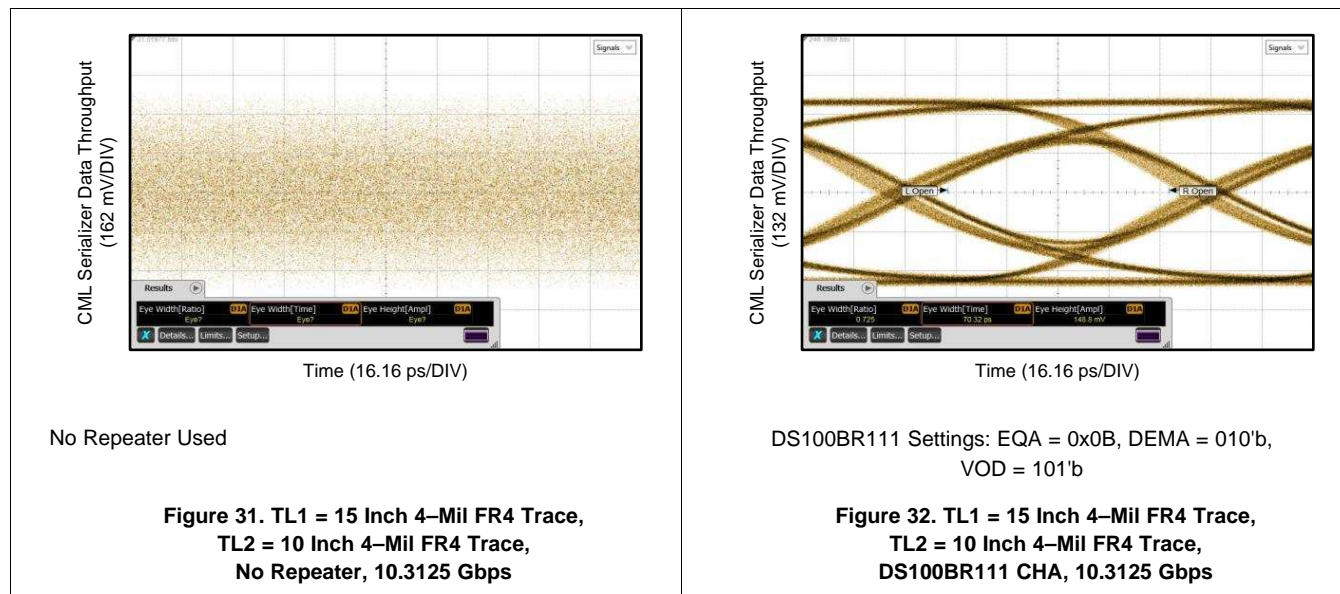 Signals
CML Serializer Data Throughput
(162 mV/DIV)
Results
Eye Width[Ratio] DIA Eye Width[Time] DIA Eye Height[Ampl] DIA
Eye? Eye? Eye?
X Details... Limits... Setup...
Time (16.16 ps/DIV)
No Repeater Used
Figure 31. TL1 = 15 Inch 4–Mil FR4 Trace,
TL2 = 10 Inch 4–Mil FR4 Trace,
No Repeater, 10.3125 Gbps
Signals
CML Serializer Data Throughput
(132 mV/DIV)
L Open
R Open
Results
Eye Width[Ratio] DIA Eye Width[Time] DIA Eye Height[Ampl] DIA
0.725 70.32 ps 148.8 mV
X Details... Limits... Setup...
Time (16.16 ps/DIV)
DS100BR111 Settings: EQA = 0x0B, DEMA = 010'b,
VOD = 101'b
Figure 32. TL1 = 15 Inch 4–Mil FR4 Trace,
TL2 = 10 Inch 4–Mil FR4 Trace,
DS100BR111 CHA, 10.3125 Gbps